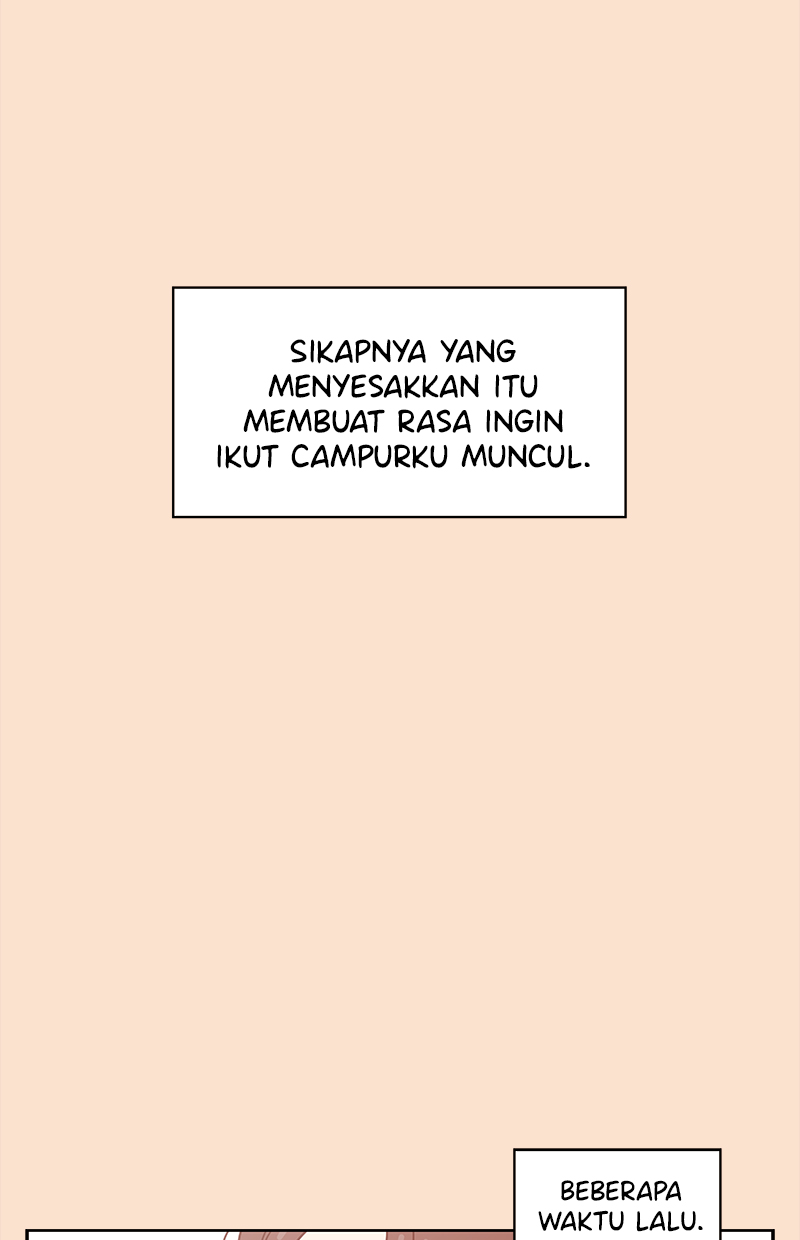 SIKAPNYA YANG
MENYESAKKAN ITU
MEMBUAT RASA INGIN
IKUT CAMPURKU MUNCUL.
BEBERAPA
WAKTU LALU.